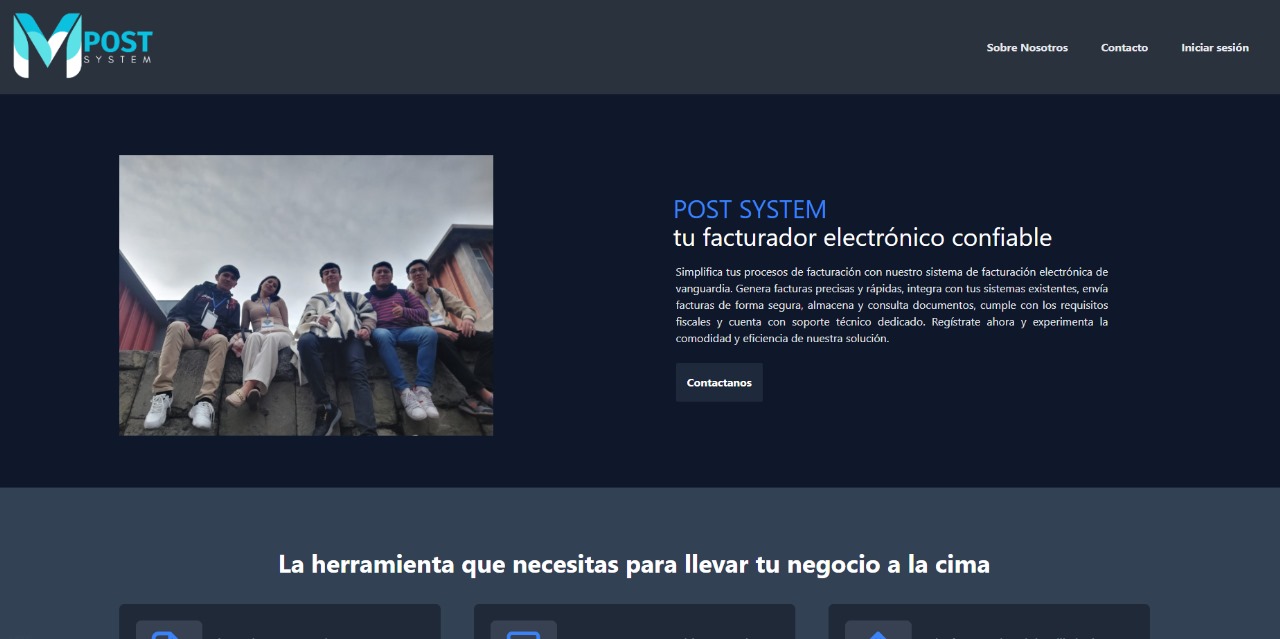 POST
SYSTEM
Sobre Nosotros
Contacto
Iniciar sesión
POST SYSTEM
tu facturador electrónico confiable
Simplifica tus procesos de facturación con nuestro sistema de facturación electrónica de
vanguardia. Genera facturas precisas y rápidas, integra con tus sistemas existentes, envía
facturas de forma segura, almacena y consulta documentos, cumple con los requisitos
fiscales y cuenta con soporte técnico dedicado. Regístrate ahora y experimenta la
comodidad y eficiencia de nuestra solución.
Contactanos
La herramienta que necesitas para llevar tu negocio a la cima